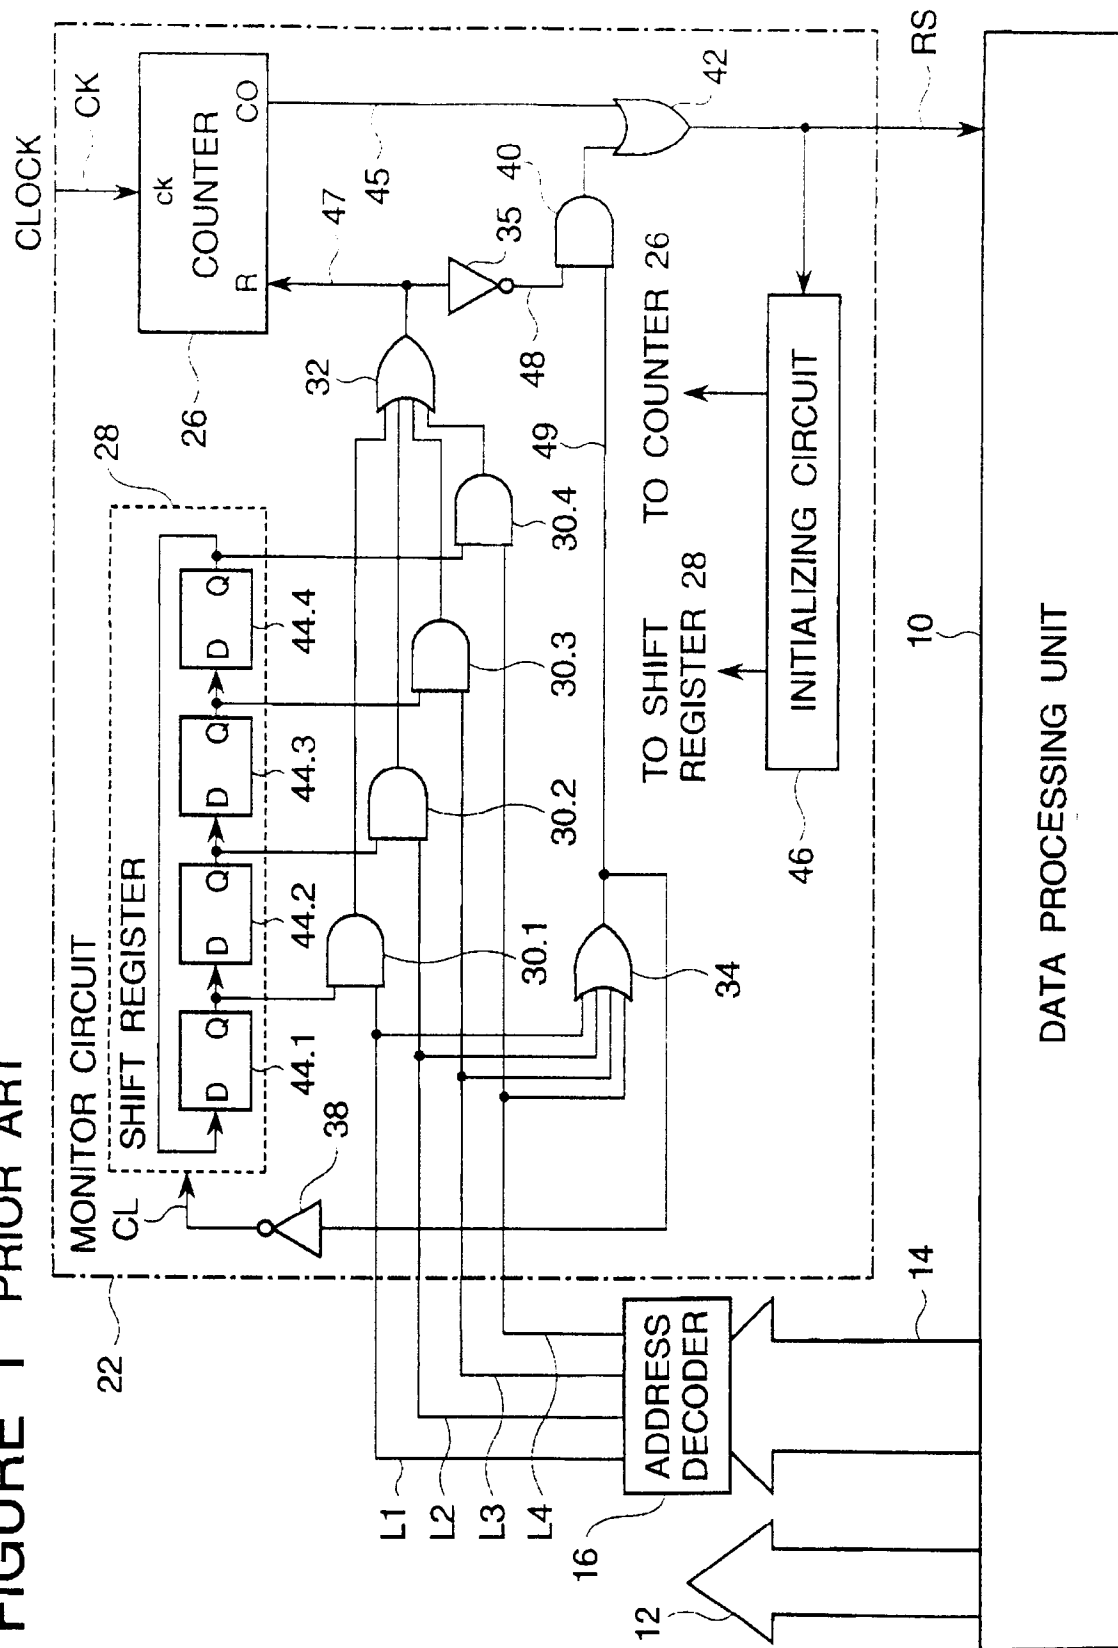 FIGURE 1 PRIOR ART
CLOCK
CK
MONITOR CIRCUIT
22
SHIFT REGISTER
28
CL
D
Q
44.1
D
Q
44.2
D
Q
44.3
D
Q
44.4
ck
COUNTER
R
CO
26
38
30.1
30.2
30.3
30.4
32
47
45
35
48
40
42
34
49
L1
L2
L3
L4
TO SHIFT
REGISTER 28
TO COUNTER 26
INITIALIZING CIRCUIT
46
RS
ADDRESS
DECODER
16
12
14
10
DATA PROCESSING UNIT